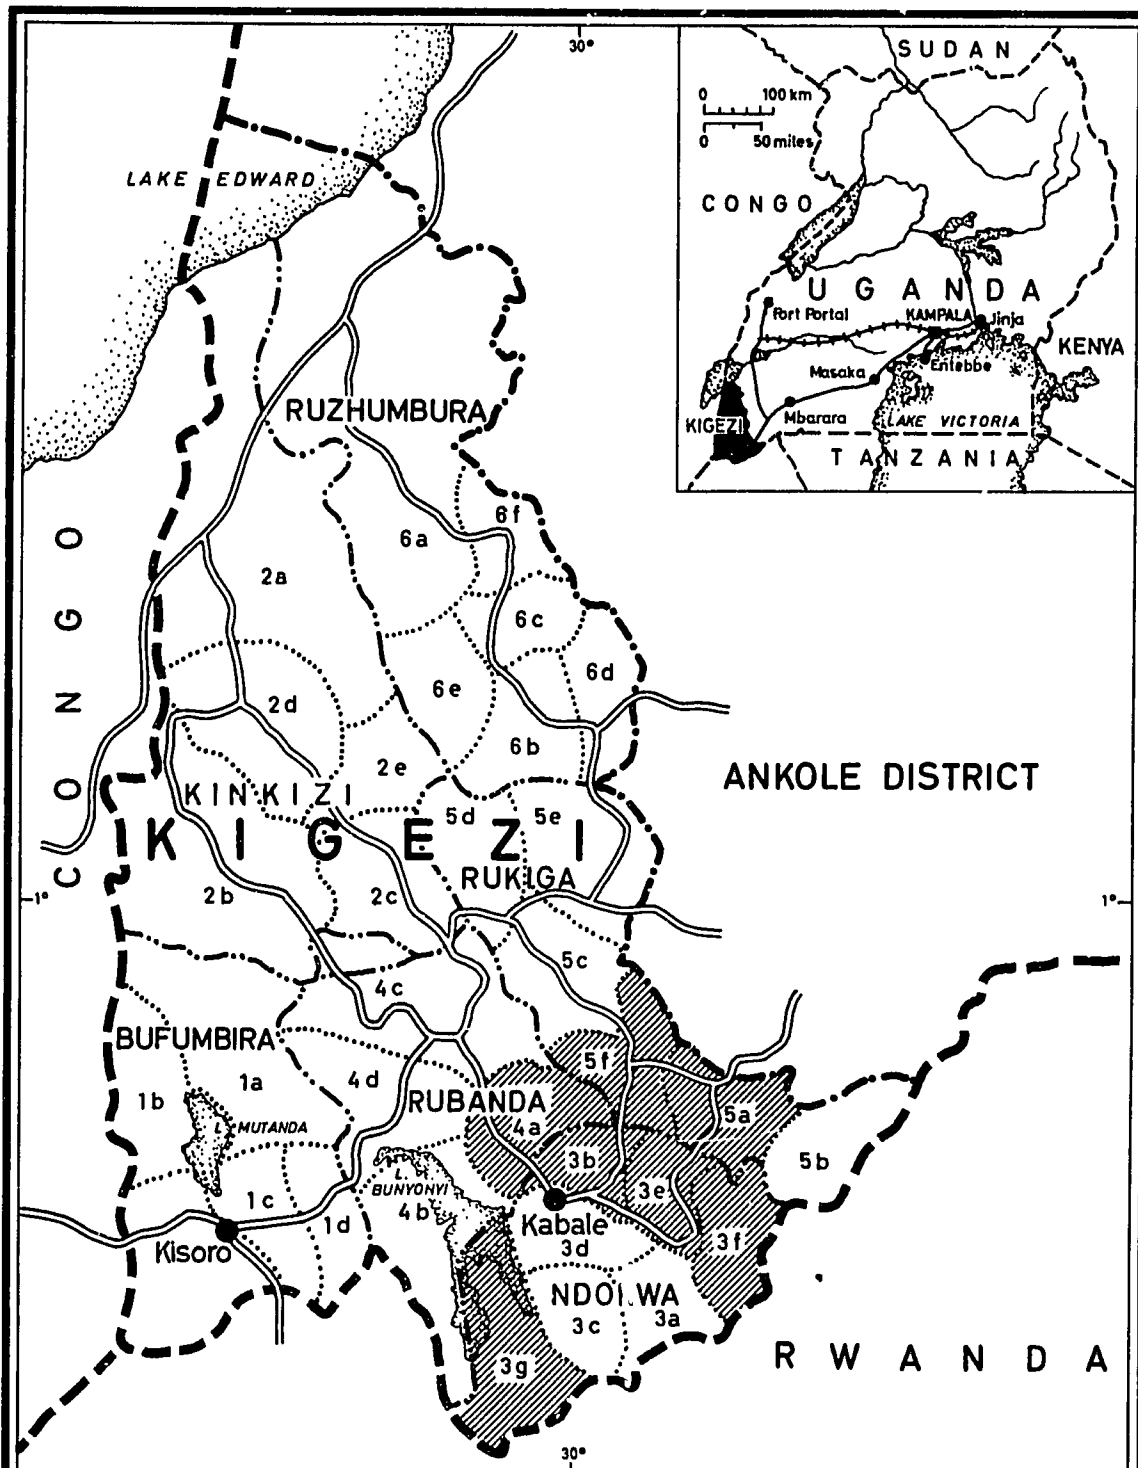 30°
SUDAN
0 100 km
0 50 miles
CONGO
UGANDA
Fort Portal
KAMPALA
Jinja
KENYA
Entebbe
Masaka
Mbarara
LAKE VICTORIA
KIGEZI
TANZANIA
LAKE EDWARD
RUZHUMBURA
CONGO
6f
6a
2a
6c
6d
6e
2d
6b
2e
ANKOLE DISTRICT
KINKIZI
5d
5e
KIGEZI
RUKIGA
2b
2c
1°
1°
5c
4c
BUFUMBIRA
5f
1a
4d
1b
RUBANDA
5a
4a
L. MUTANDA
3b
5b
L. BUNYONYI
3e
1c
4b
Kabale
1d
3f
Kisoro
3d
NDORWA
3a
3c
RWANDA
3g
30°